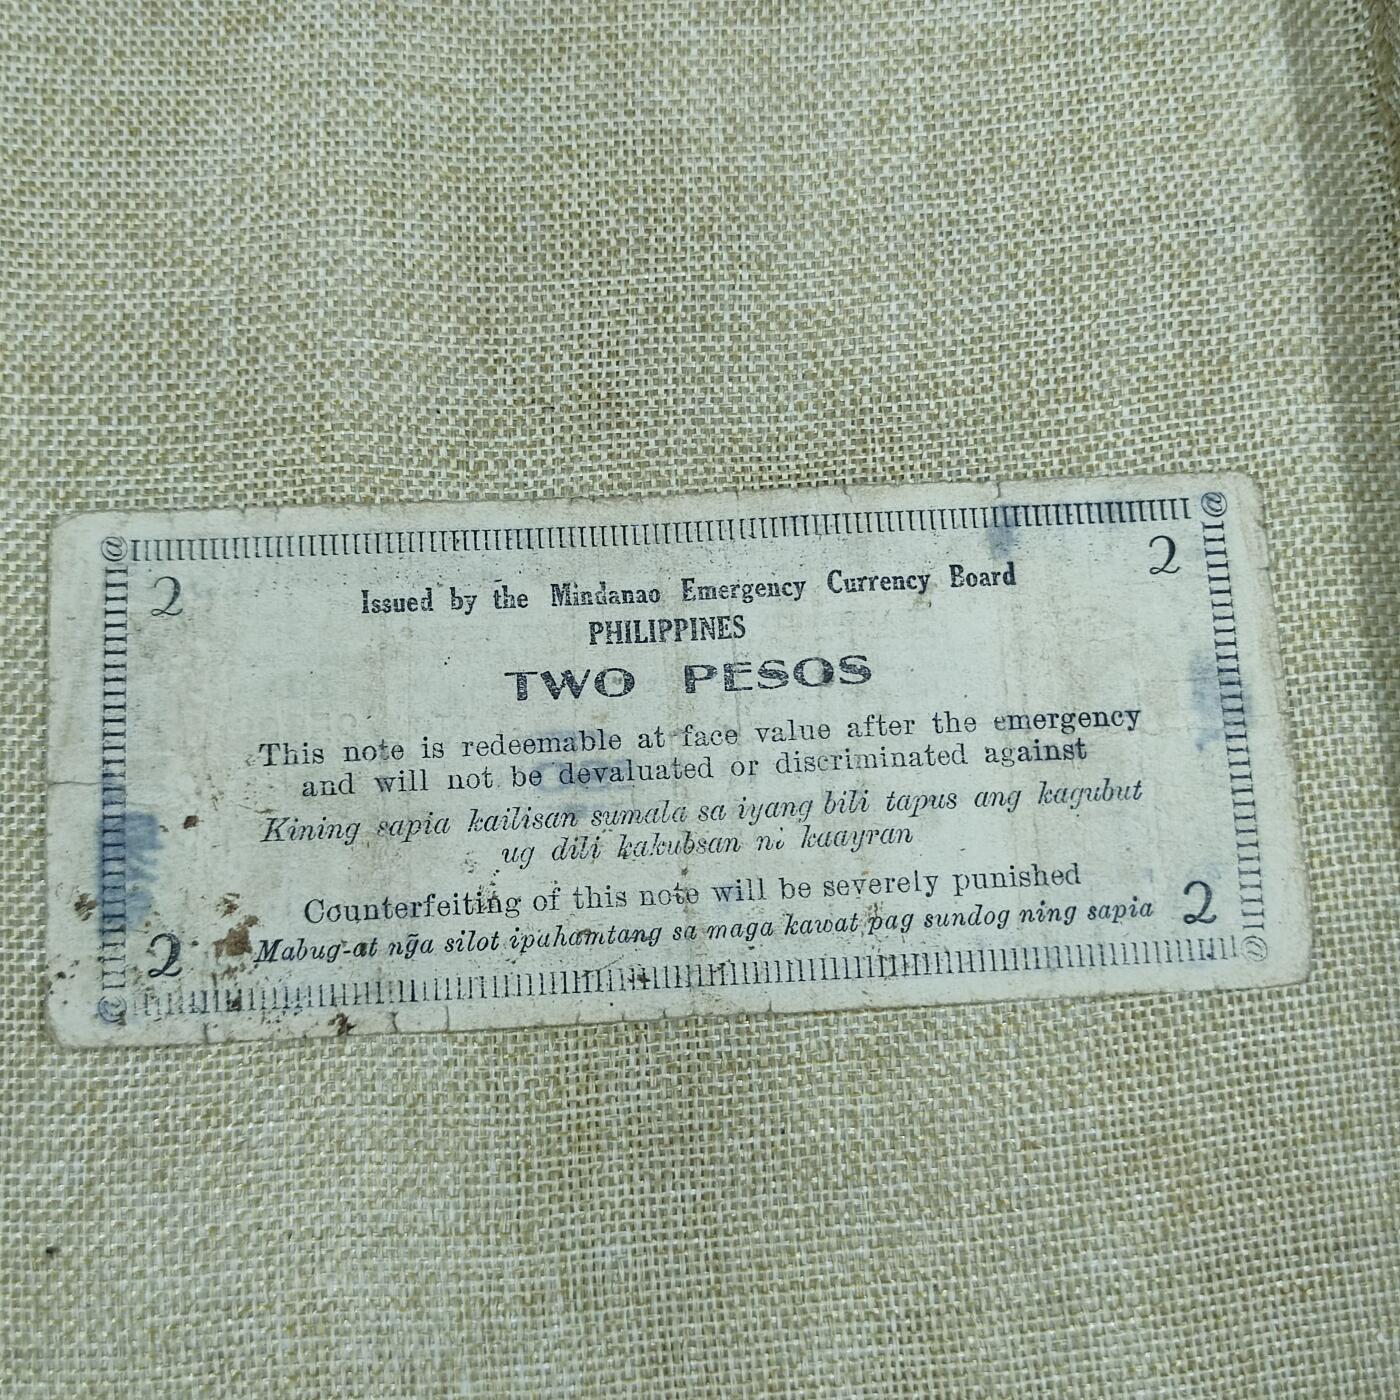 2 2
Issued by the Mindanao Emergency Currency Board
PHILIPPINES
TWO PESOS
This note is redeemable at face value after the emergency
and will not be devaluated or discriminated against
Kining sapia kailisan sumala sa iyang bili tapus ang kagubut
ug dili kakubsan ni kaayran
Counterfeiting of this note will be severely punished
Mabug-at ng̃a silot ipahamtang sa maga kawat pag sundog ning sapia
2 2